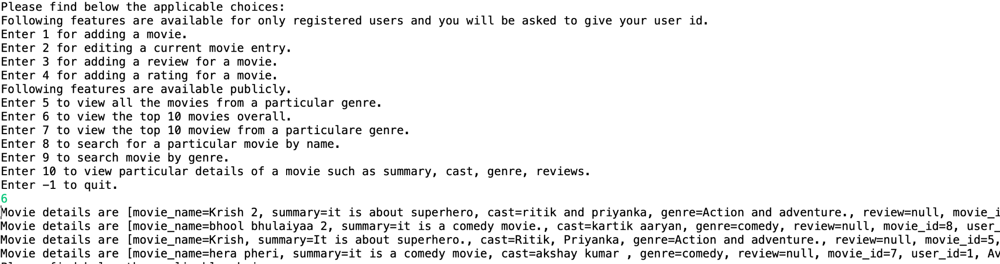 Please find below the applicable choices:
Following features are available for only registered users and you will be asked to give your user id.
Enter 1 for adding a movie.
Enter 2 for editing a current movie entry.
Enter 3 for adding a review for a movie.
Enter 4 for adding a rating for a movie.
Following features are available publicly.
Enter 5 to view all the movies from a particular genre.
Enter 6 to view the top 10 movies overall.
Enter 7 to view the top 10 moview from a particulare genre.
Enter 8 to search for a particular movie by name.
Enter 9 to search movie by genre.
Enter 10 to view particular details of a movie such as summary, cast, genre, reviews.
Enter -1 to quit.
6
Movie details are [movie_name=Krish 2, summary=it is about superhero, cast=ritik and priyanka, genre=Action and adventure., review=null, movie_i
Movie details are [movie_name=bhool bhulaiyaa 2, summary=it is a comedy movie., cast=kartik aaryan, genre=comedy, review=null, movie_id=8, user_
Movie details are [movie_name=Krish, summary=It is about superhero., cast=Ritik, Priyanka, genre=Action and adventure., review=null, movie_id=5,
Movie details are [movie_name=hera pheri, summary=it is a comedy movie, cast=akshay kumar , genre=comedy, review=null, movie_id=7, user_id=1, Av